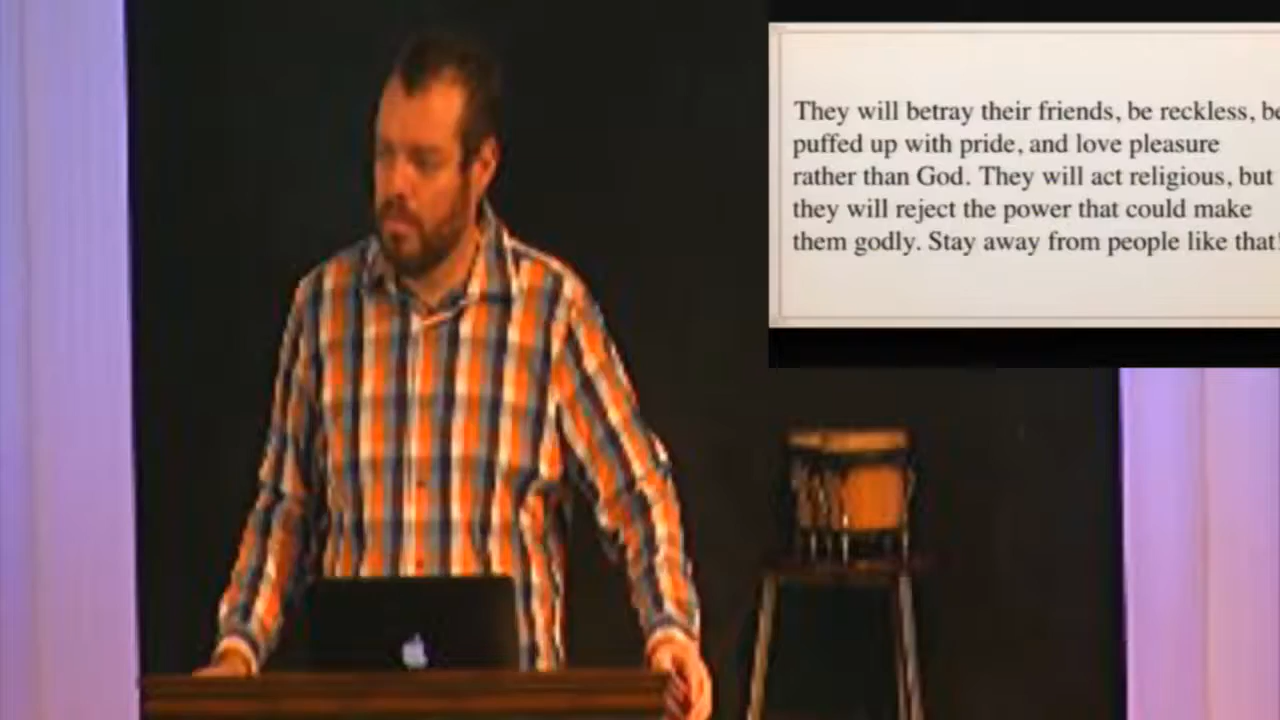 They will betray their friends, be reckless, be
puffed up with pride, and love pleasure
rather than God. They will act religious, but
they will reject the power that could make
them godly. Stay away from people like that!